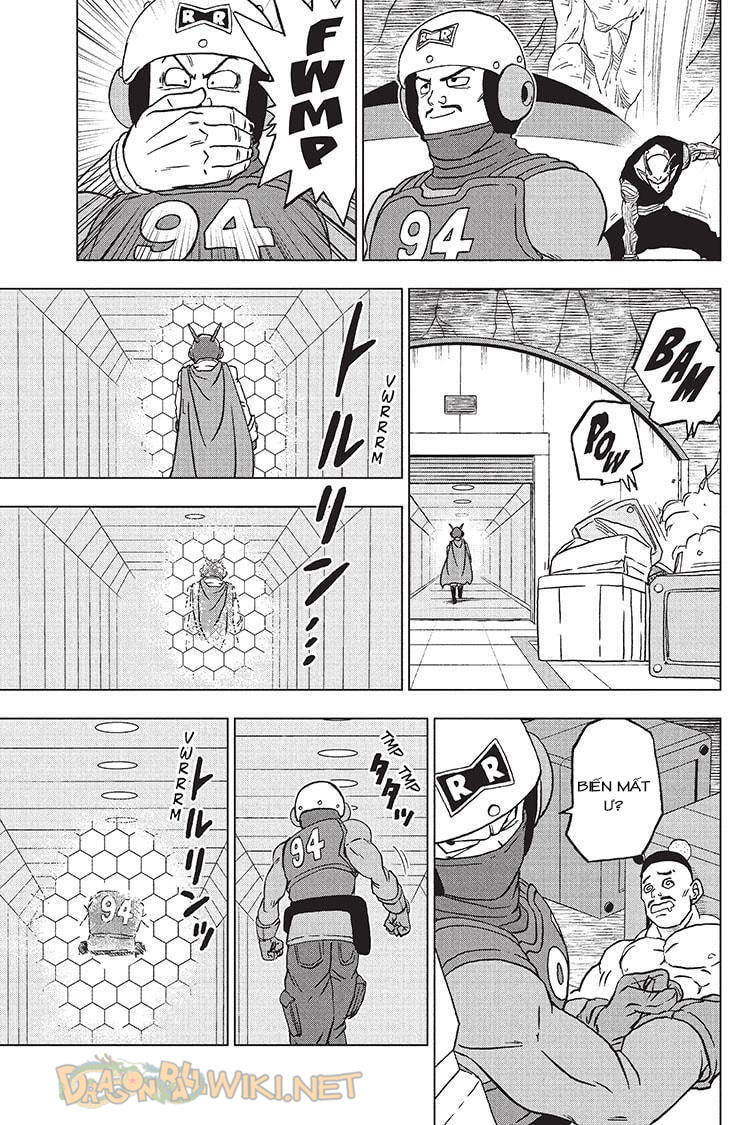 RR
94
RR
94
FWMP
BAM
POW
トルリン…
VWRRRM
BIẾN MẤT
Ư?
RR
TMP TMP
タタタッ
94
VWRRRM
トルリンッ
94
DRAGONBALLWIKI.NET